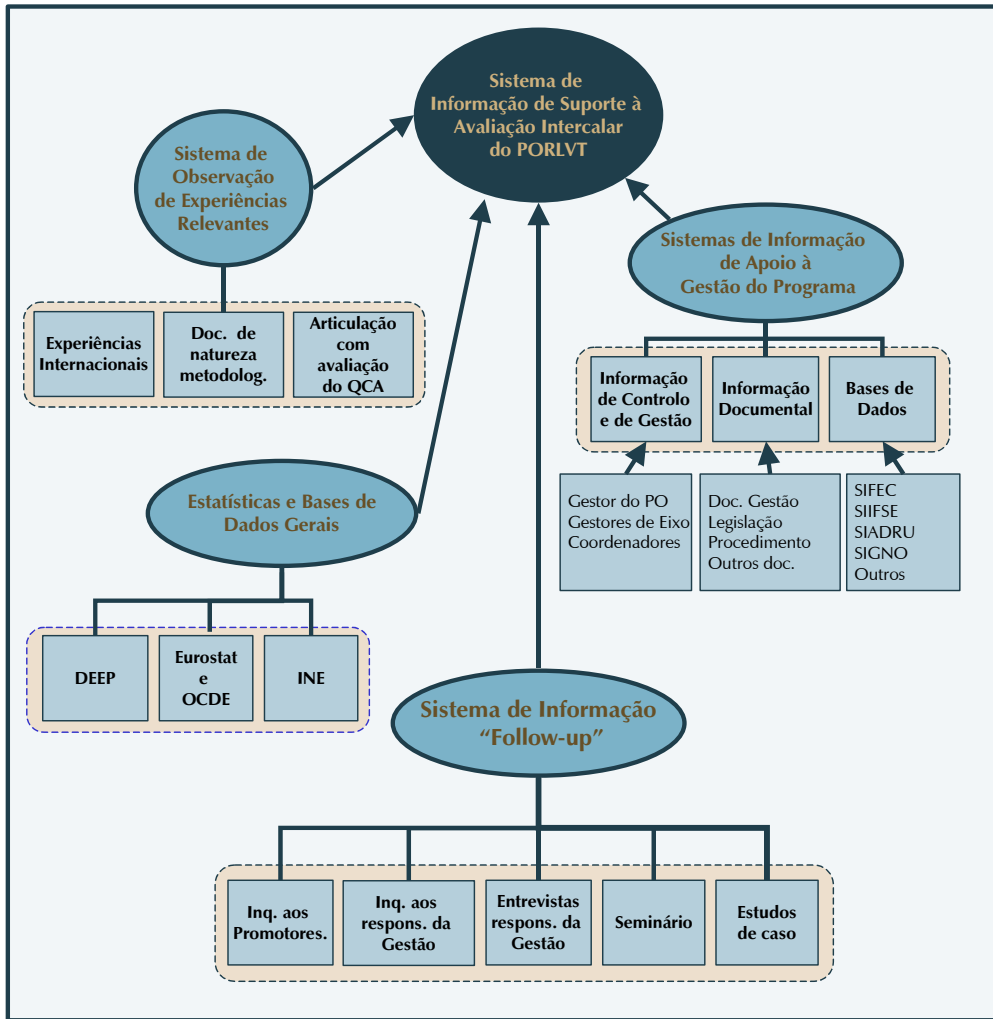 Sistema de
Informação de Suporte à
Avaliação Intercalar
do PORLVT
Sistema de
Observação
de Experiências
Relevantes
Sistemas de Informação
de Apoio à
Gestão do Programa
Experiências
Internacionais
Doc. de
natureza
metodolog.
Articulação
com
avaliação
do QCA
Informação
de Controlo
e de Gestão
Informação
Documental
Bases de
Dados
Gestor do PO
Gestores de Eixo
Coordenadores
Doc. Gestão
Legislação
Procedimento
Outros doc.
SIFEC
SIIFSE
SIADRU
SIGNO
Outros
Estatísticas e Bases de
Dados Gerais
DEEP
Eurostat
e
OCDE
INE
Sistema de Informação
“Follow-up”
Inq. aos
Promotores.
Inq. aos
respons. da
Gestão
Entrevistas
respons. da
Gestão
Seminário
Estudos
de caso